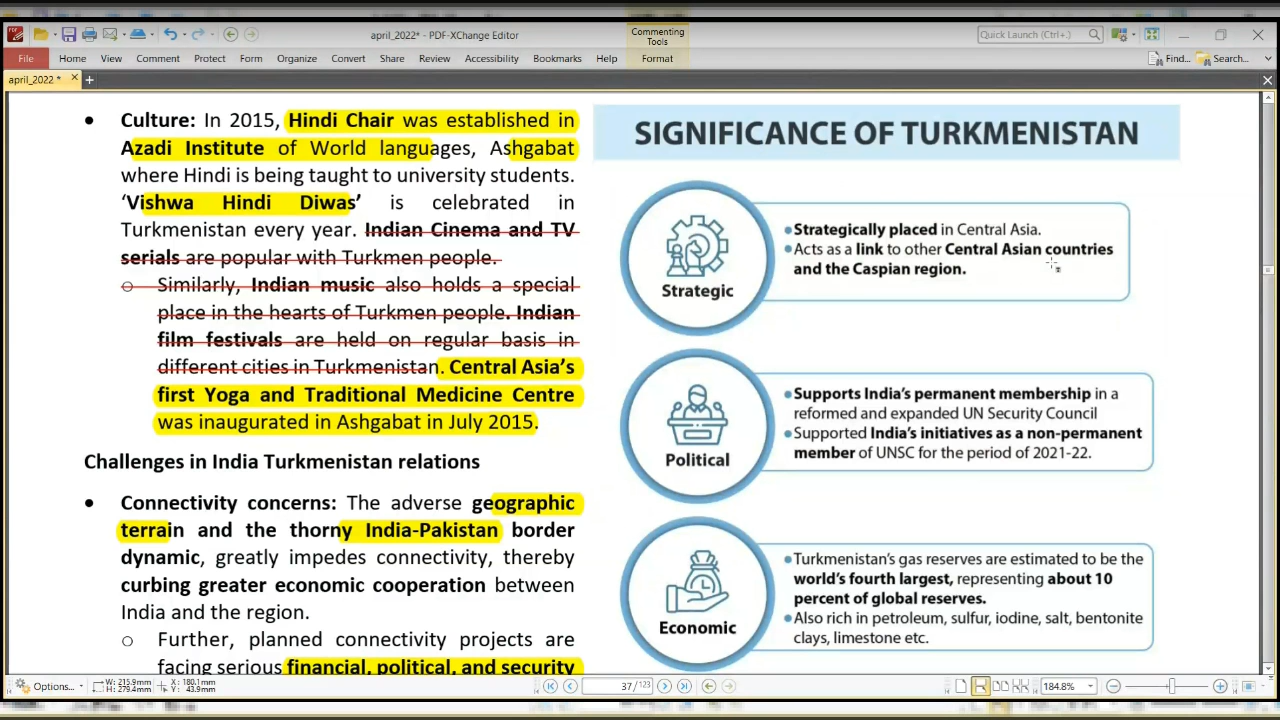 april_2022* - PDF-XChange Editor
Commenting
Tools
Quick Launch (Ctrl+.)
File Home View Comment Protect Form Organize Convert Share Review Accessibility Bookmarks Help Format
Find... Search...
april_2022 *
• Culture: In 2015, Hindi Chair was established in
Azadi Institute of World languages, Ashgabat
where Hindi is being taught to university students.
‘Vishwa Hindi Diwas’ is celebrated in
Turkmenistan every year. Indian Cinema and TV
serials are popular with Turkmen people.
o Similarly, Indian music also holds a special
place in the hearts of Turkmen people. Indian
film festivals are held on regular basis in
different cities in Turkmenistan. Central Asia’s
first Yoga and Traditional Medicine Centre
was inaugurated in Ashgabat in July 2015.
Challenges in India Turkmenistan relations
• Connectivity concerns: The adverse geographic
terrain and the thorny India-Pakistan border
dynamic, greatly impedes connectivity, thereby
curbing greater economic cooperation between
India and the region.
o Further, planned connectivity projects are
facing serious financial, political, and security
SIGNIFICANCE OF TURKMENISTAN
Strategic
•Strategically placed in Central Asia.
•Acts as a link to other Central Asian countries
and the Caspian region.
Political
•Supports India’s permanent membership in a
reformed and expanded UN Security Council
•Supported India’s initiatives as a non-permanent
member of UNSC for the period of 2021-22.
Economic
•Turkmenistan’s gas reserves are estimated to be the
world’s fourth largest, representing about 10
percent of global reserves.
•Also rich in petroleum, sulfur, iodine, salt, bentonite
clays, limestone etc.
Options...
W: 215.9mm
H: 279.4mm
X: 180.1mm
Y: 43.9mm
37 /123
184.8%